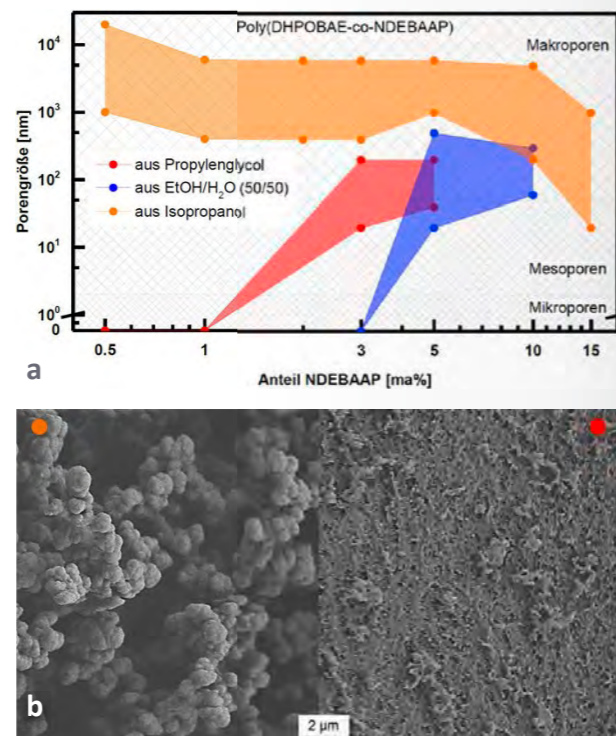 Poly(DHPOBAE-co-NDEBAAP)
Makroporen
10⁴
10³
10²
10¹
10⁰
0
Porengröße [nm]
aus Propylenglycol
aus EtOH/H₂O (50/50)
aus Isopropanol
Mesoporen
Mikroporen
0.5 1 3 5 10 15
Anteil NDEBAAP [ma%]
a
b
2 µm